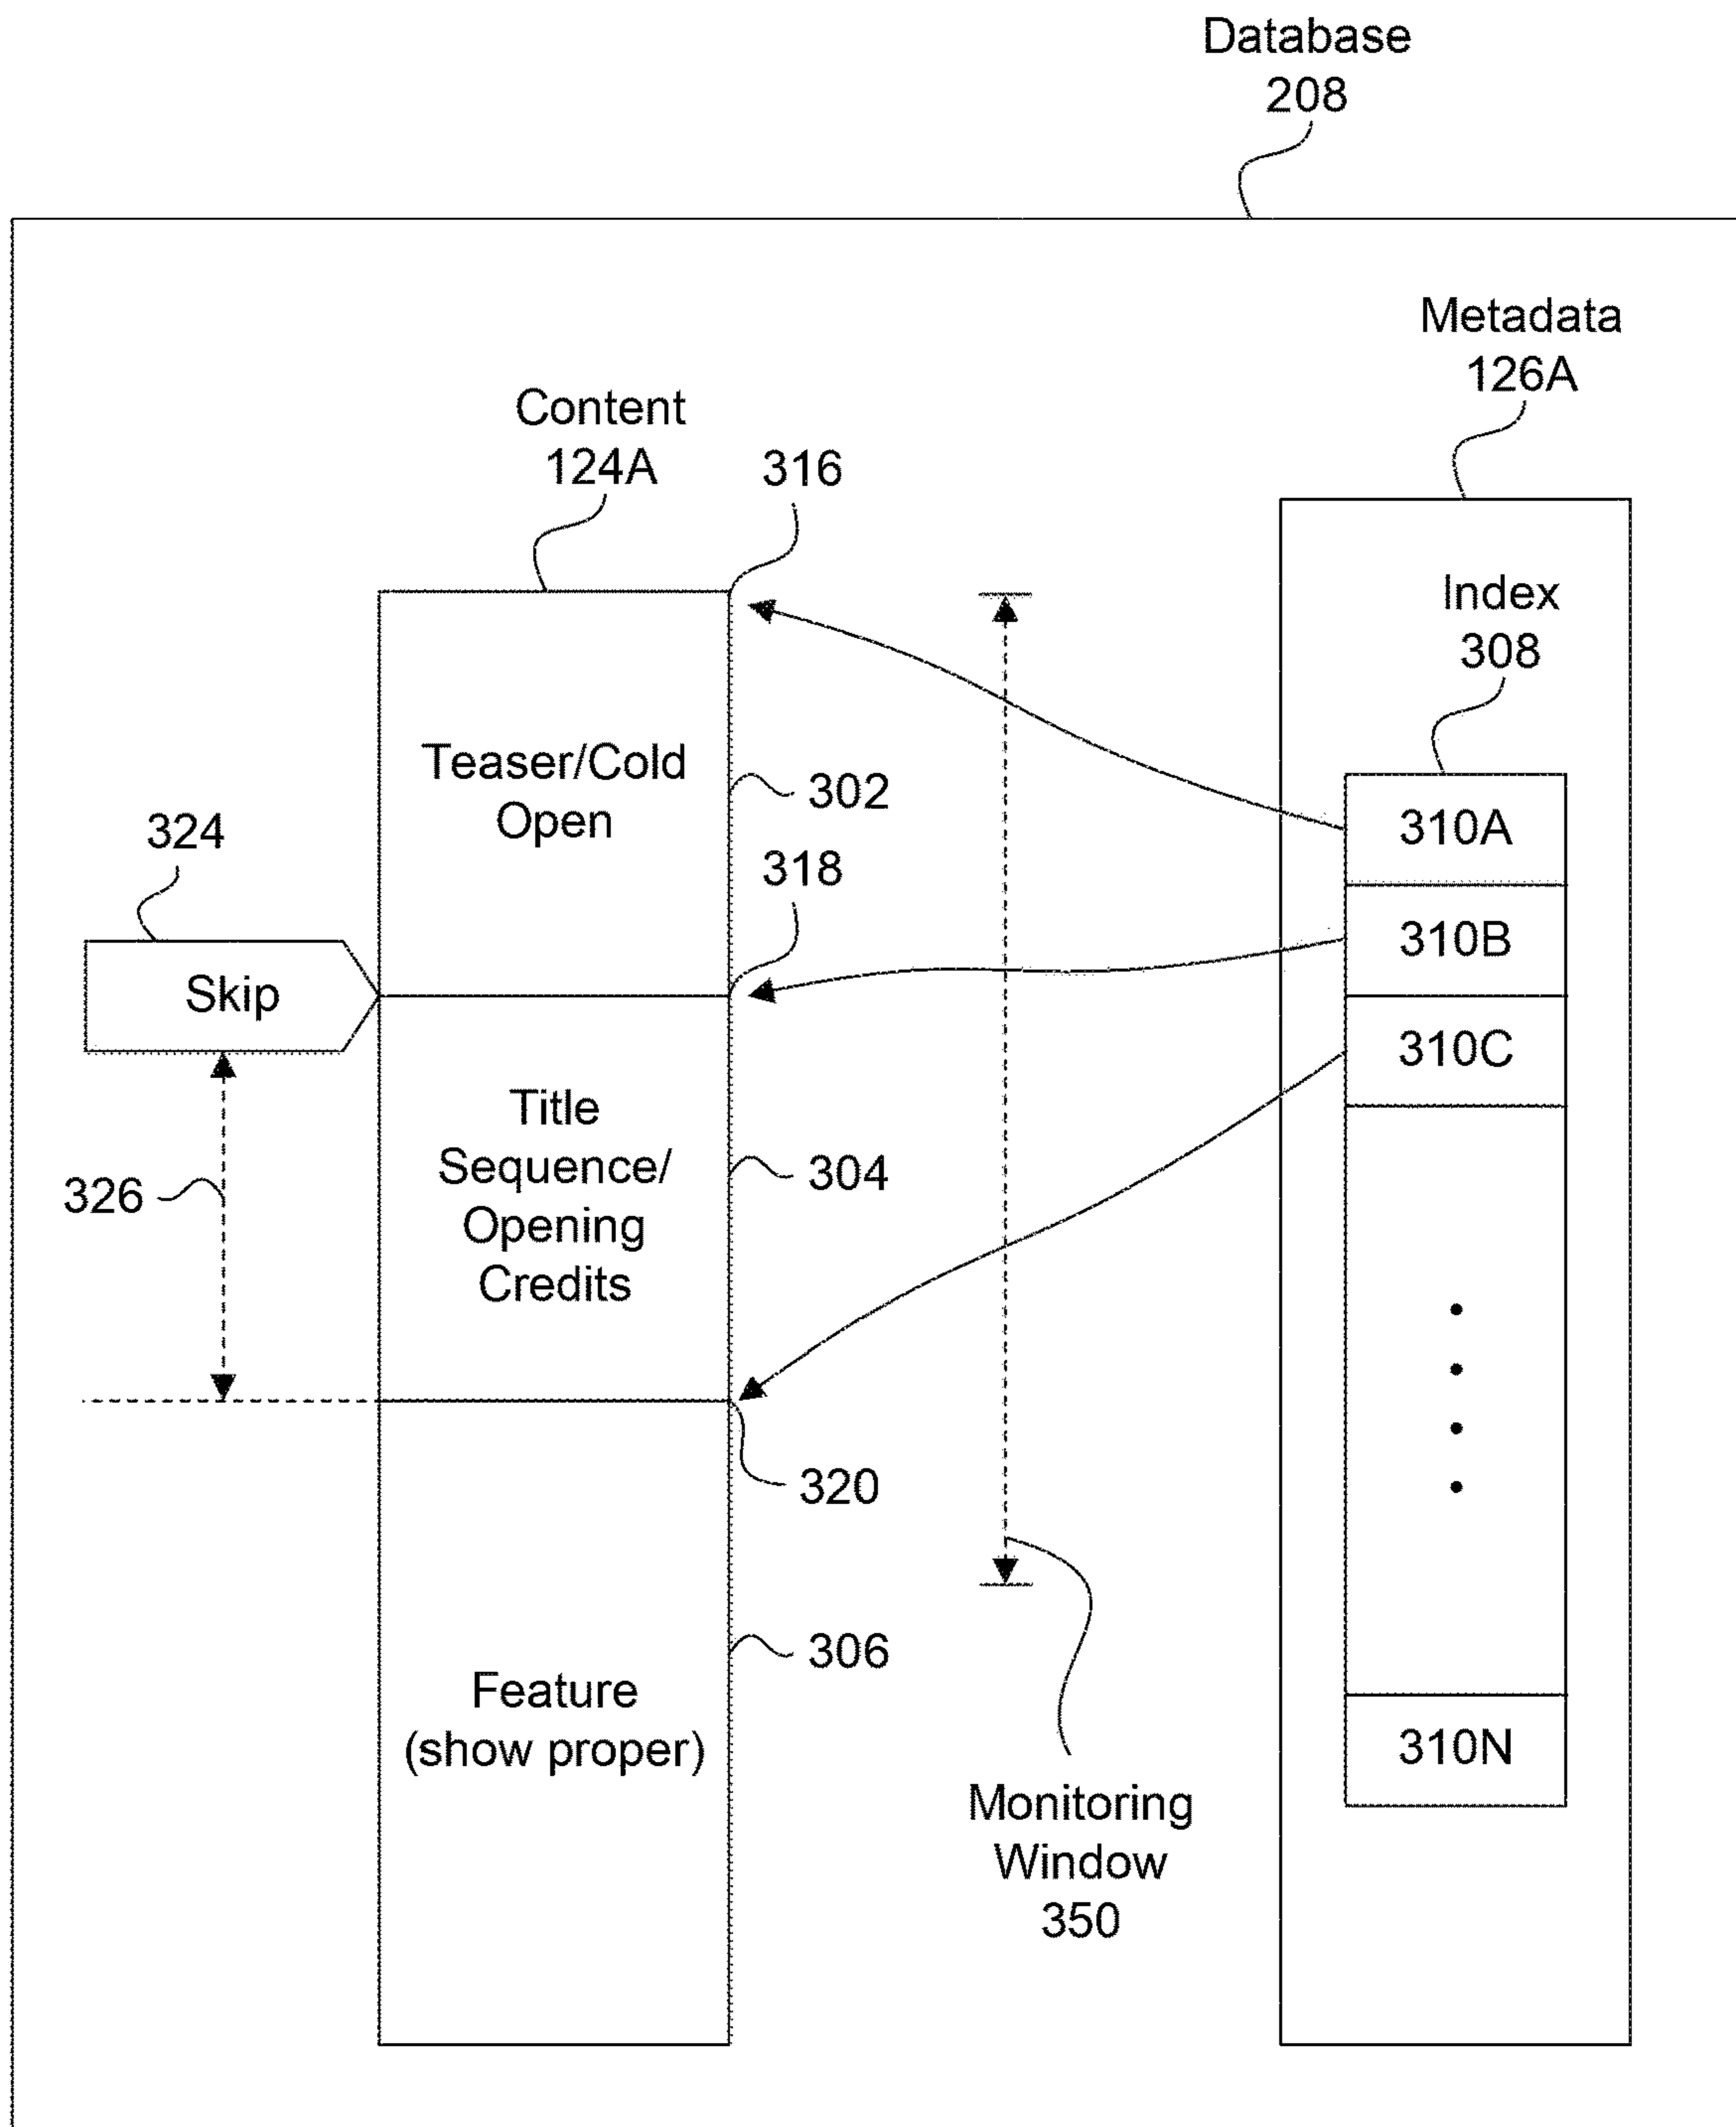 Database
208
Metadata
126A
Content
124A
316
Index
308
Teaser/Cold
Open
302
310A
324
318
310B
Skip
310C
Title
Sequence/
Opening
Credits
304
326
320
306
Feature
(show proper)
310N
Monitoring
Window
350